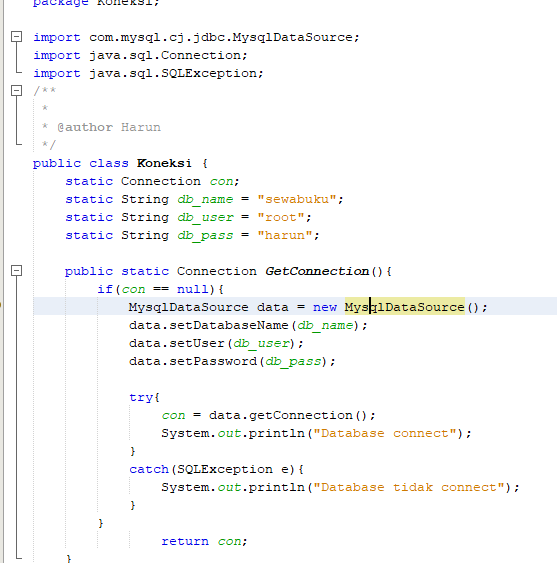 package Koneksi;
import com.mysql.cj.jdbc.MysqlDataSource;
import java.sql.Connection;
import java.sql.SQLException;
/**
*
* @author Harun
*/
public class Koneksi {
static Connection con;
static String db_name = "sewabuku";
static String db_user = "root";
static String db_pass = "harun";
public static Connection GetConnection(){
if(con == null){
MysqlDataSource data = new MysqlDataSource();
data.setDatabaseName(db_name);
data.setUser(db_user);
data.setPassword(db_pass);
try{
con = data.getConnection();
System.out.println("Database connect");
}
catch(SQLException e){
System.out.println("Database tidak connect");
}
}
return con;
}